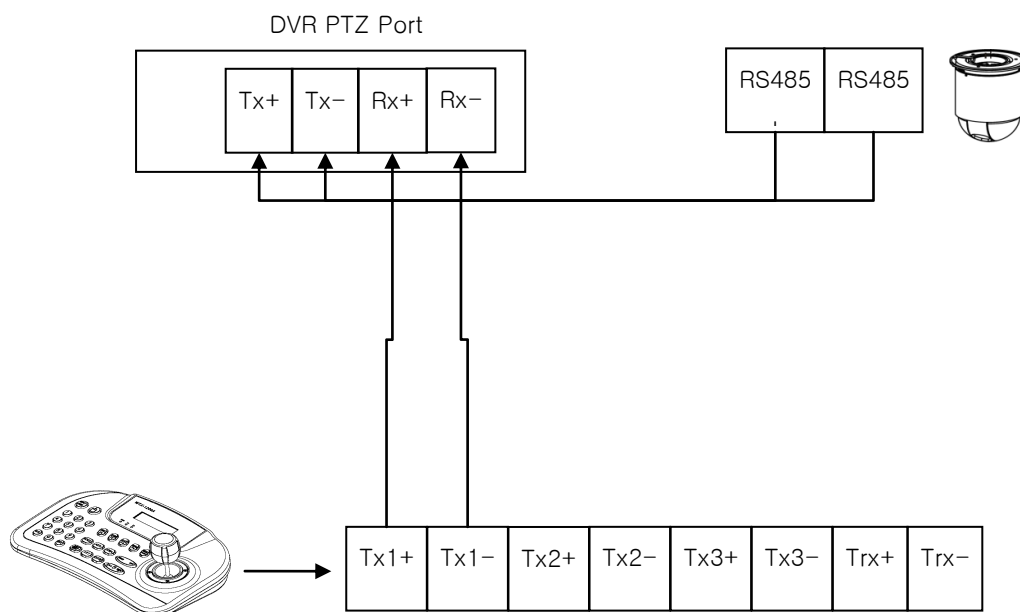 DVR PTZ Port
Tx+ Tx- Rx+ Rx-
RS485 RS485
Tx1+ Tx1- Tx2+ Tx2- Tx3+ Tx3- Trx+ Trx-